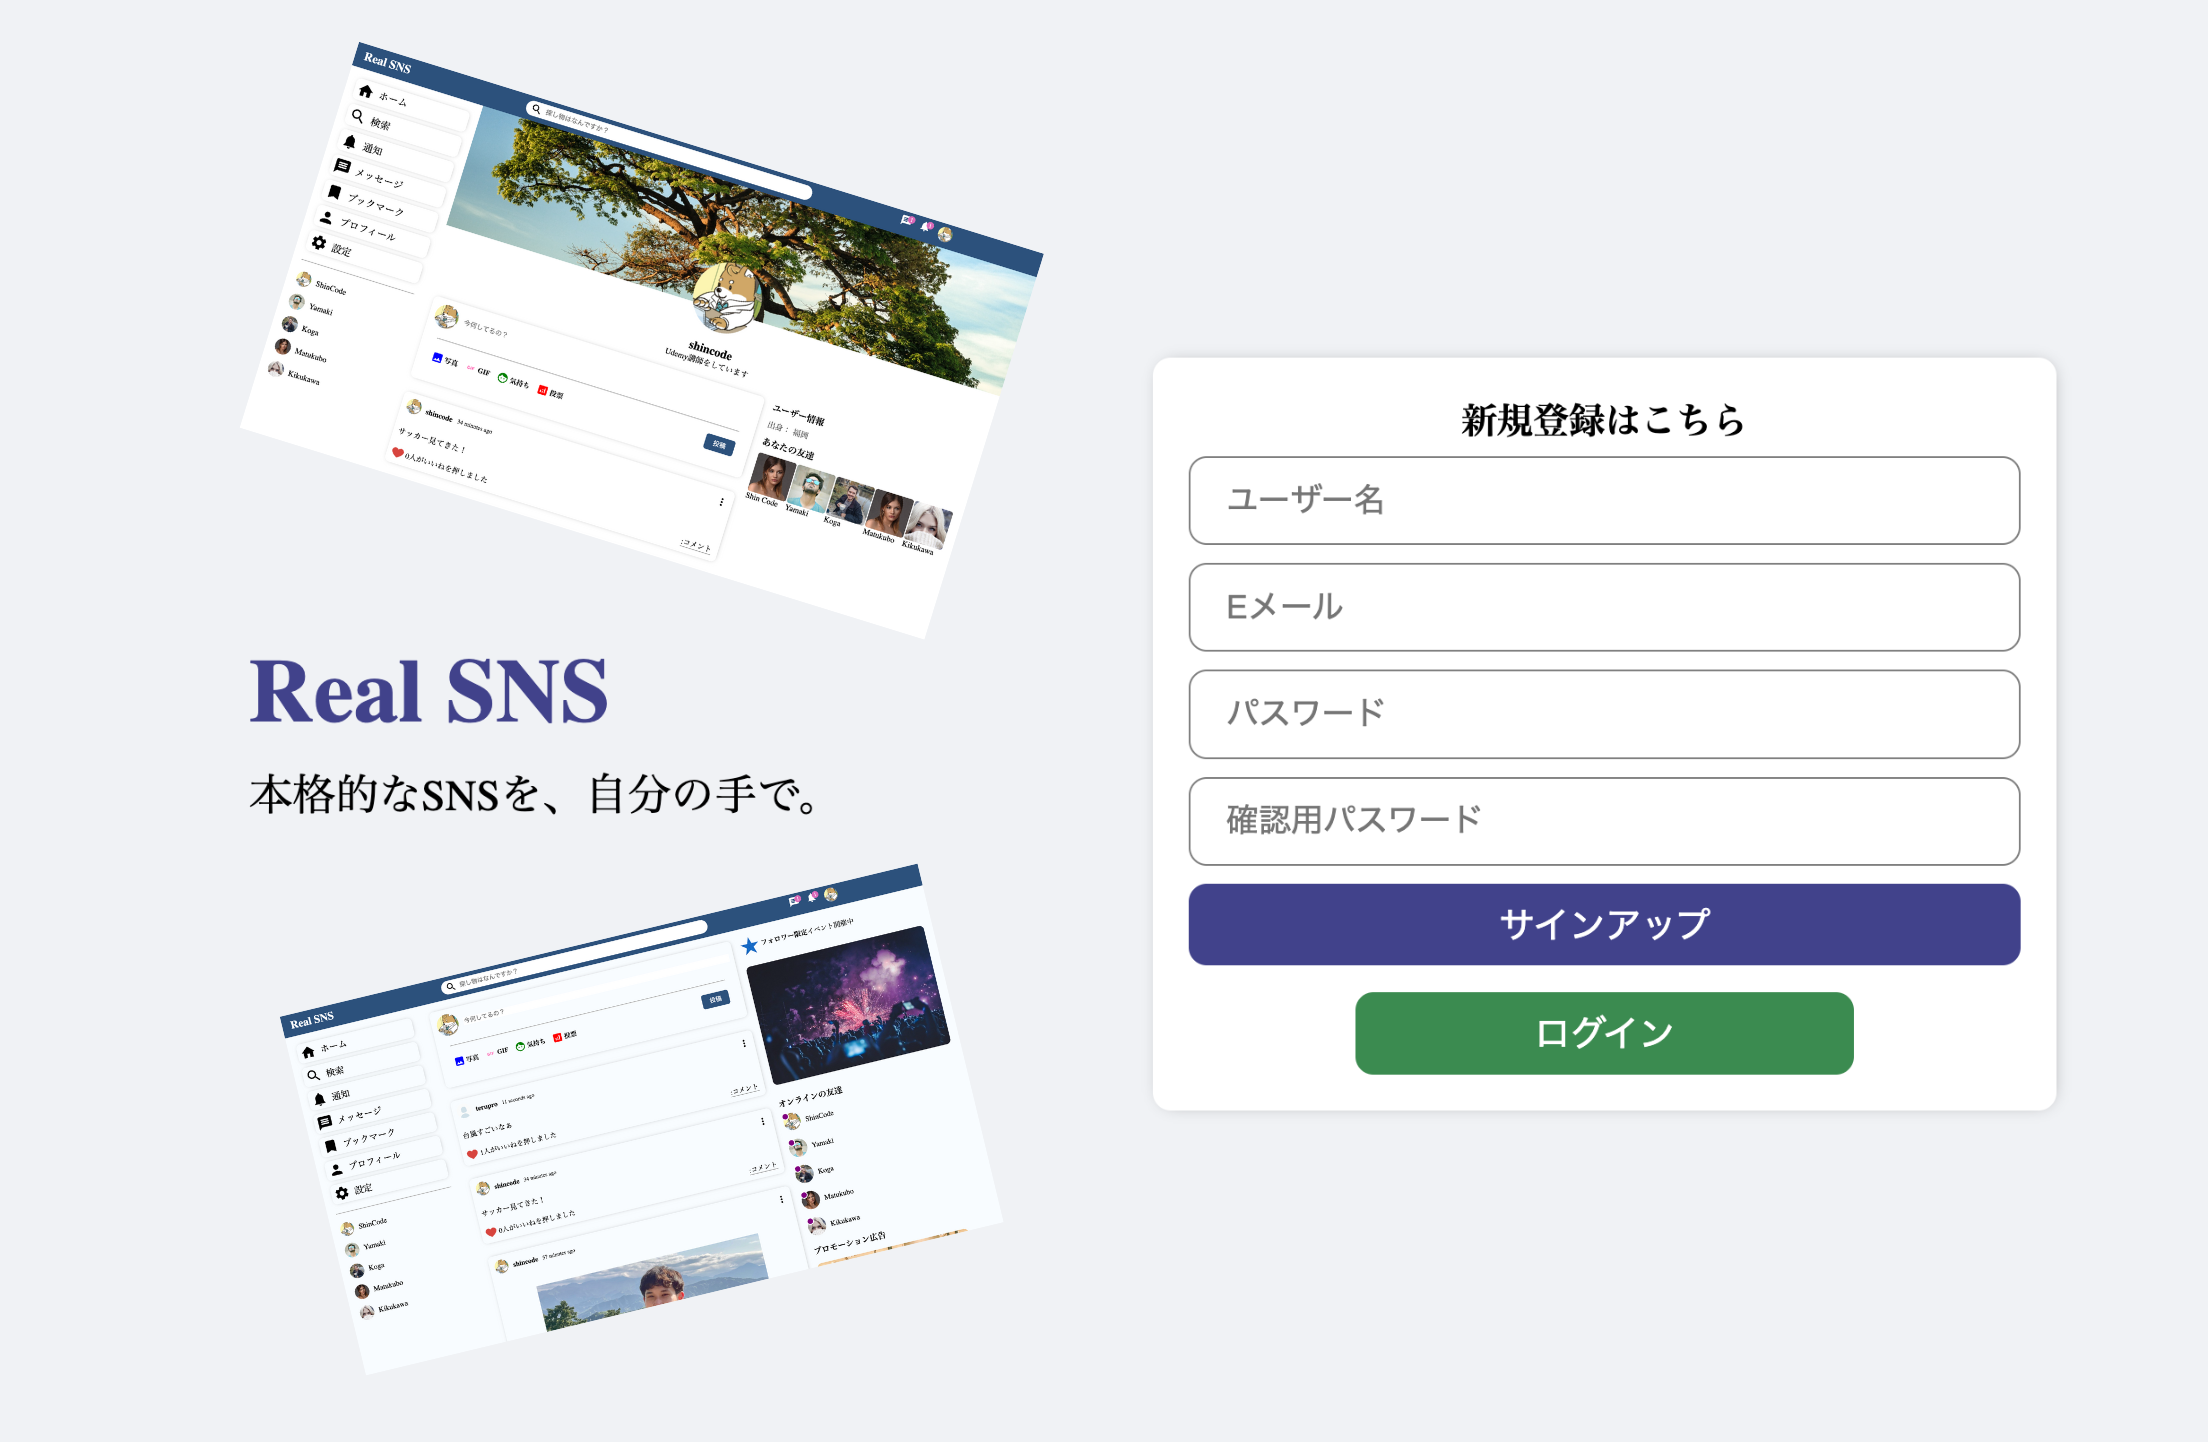 Real SNS
探し物はなんですか？
ホーム
検索
通知
メッセージ
ブックマーク
プロフィール
設定
ShinCode
Yamaki
Koga
Matukubo
Kikukawa
shincode
Udemy講師をしています
今何してるの？
写真 GIF 気持ち 投票
投稿
shincode 34 minutes ago
サッカー見てきた！
0人がいいねを押しました
:コメント
ユーザー情報
出身： 福岡
あなたの友達
Shin Code Yamaki Koga Matukubo Kikukawa
Real SNS
本格的なSNSを、自分の手で。
Real SNS
探し物はなんですか？
ホーム
検索
通知
メッセージ
ブックマーク
プロフィール
設定
ShinCode
Yamaki
Koga
Matukubo
Kikukawa
今何してるの？
写真 GIF 気持ち 投票
投稿
terupro 11 seconds ago
台風すごいなぁ
1人がいいねを押しました
:コメント
shincode 34 minutes ago
サッカー見てきた！
0人がいいねを押しました
:コメント
shincode 57 minutes ago
フォロワー限定イベント開催中
オンラインの友達
ShinCode
Yamaki
Koga
Matukubo
Kikukawa
プロモーション広告
新規登録はこちら
ユーザー名
Eメール
パスワード
確認用パスワード
サインアップ
ログイン